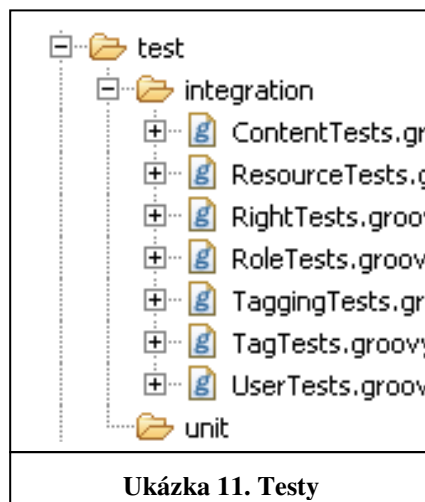 test
integration
ContentTests.gr
ResourceTests.g
RightTests.groov
RoleTests.groov
TaggingTests.gr
TagTests.groovy
UserTests.groov
unit
Ukázka 11. Testy